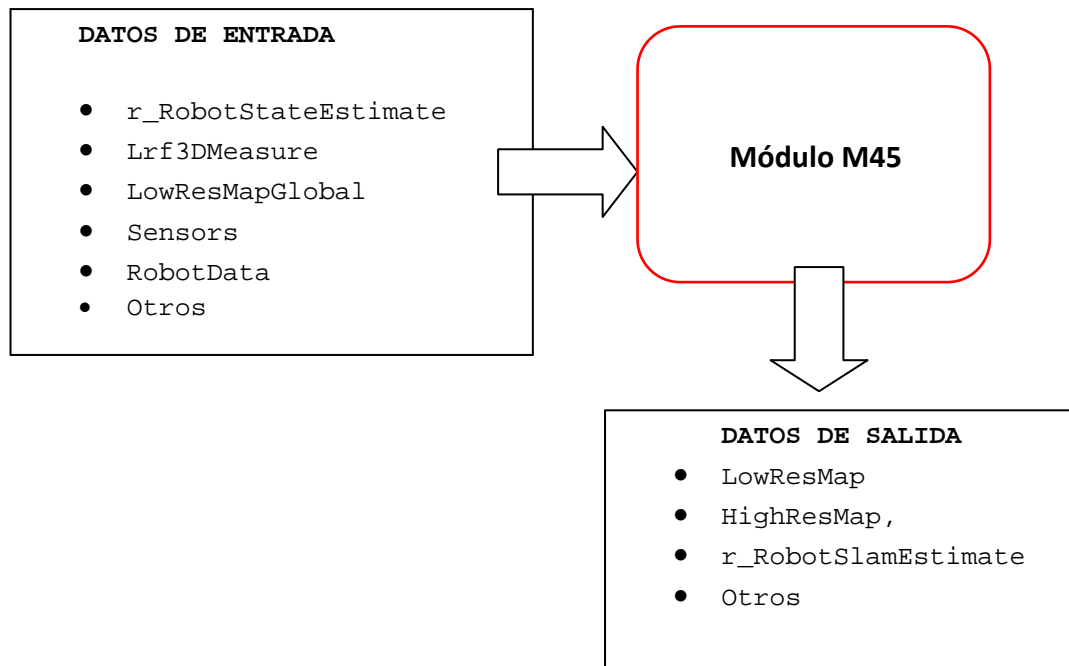 DATOS DE ENTRADA
• r_RobotStateEstimate
• Lrf3DMeasure
• LowResMapGlobal
• Sensors
• RobotData
• Otros
Módulo M45
DATOS DE SALIDA
• LowResMap
• HighResMap,
• r_RobotSlamEstimate
• Otros